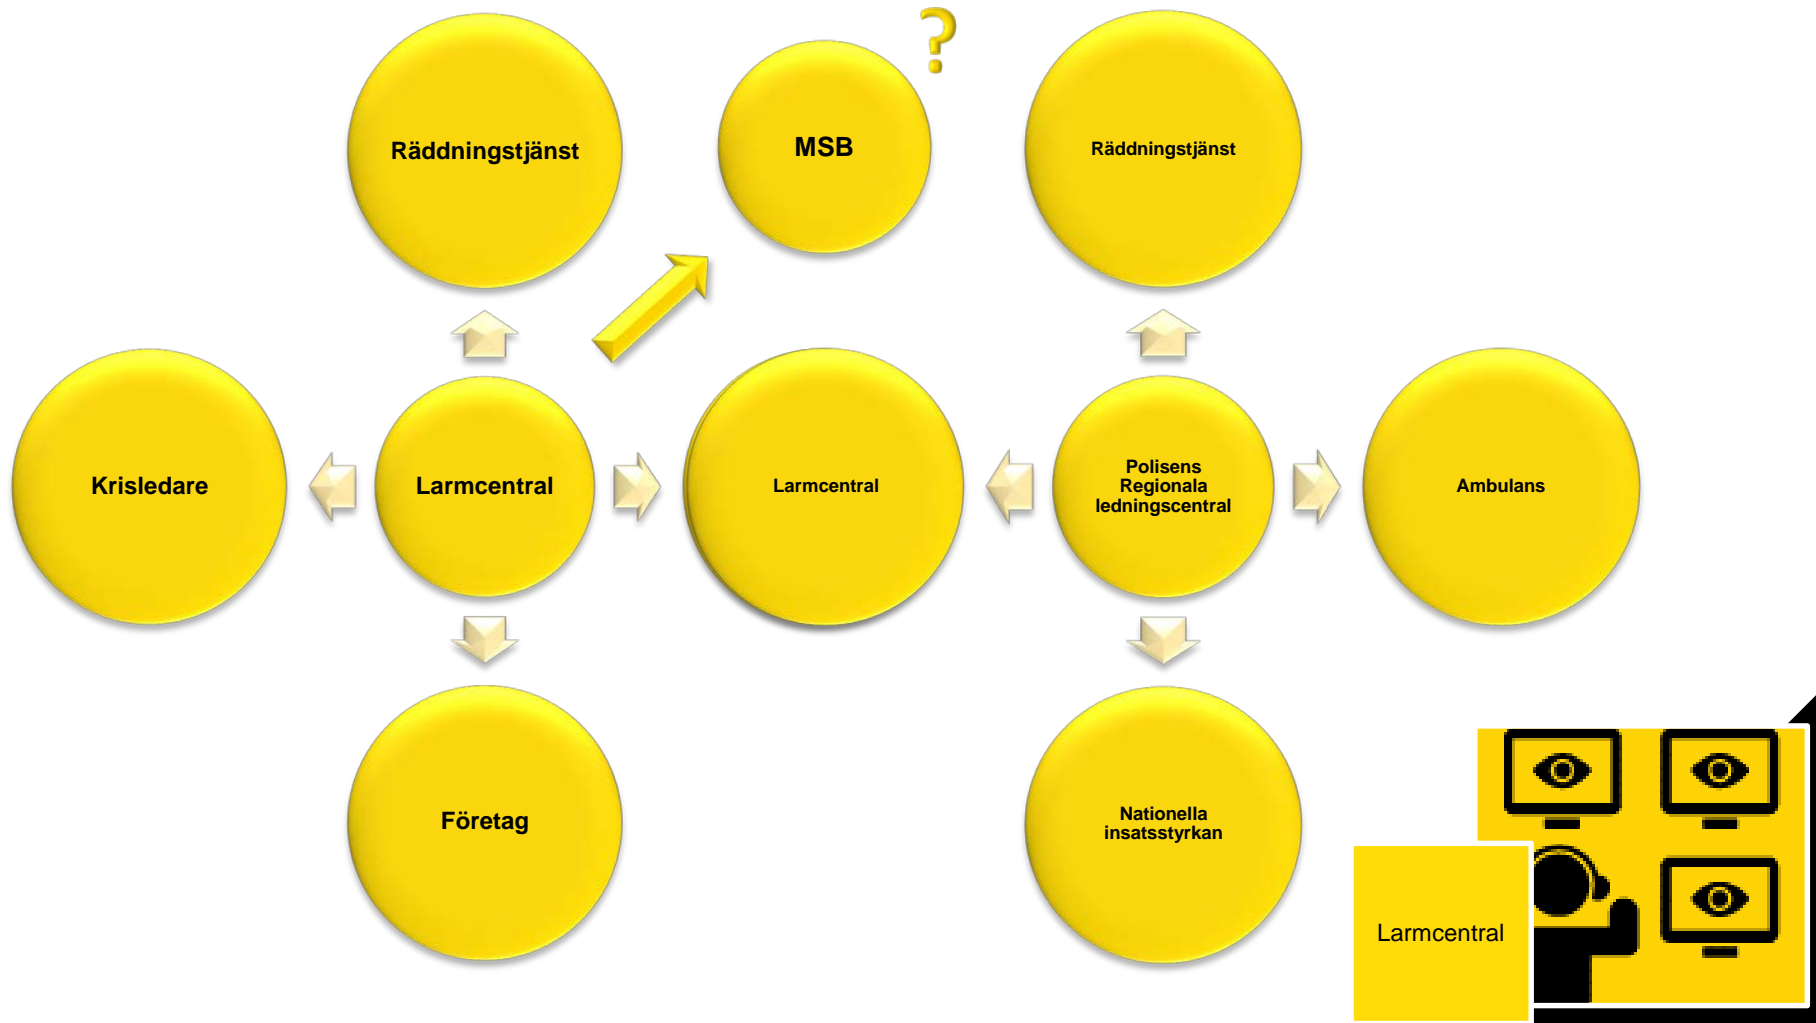 ?
Räddningstjänst
MSB
Räddningstjänst
Krisledare
Larmcentral
Larmcentral
Polisens
Regionala
ledningscentral
Ambulans
Företag
Nationella
insatsstyrkan
Larmcentral